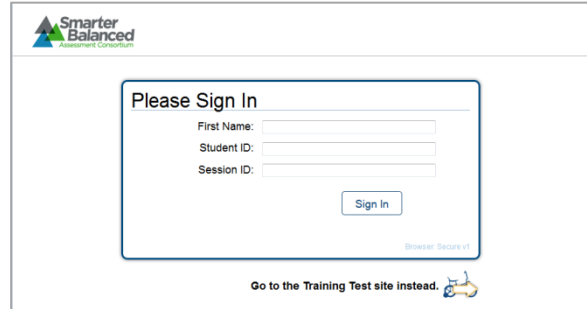 Smarter
Balanced
Assessment Consortium
Please Sign In
First Name:
Student ID:
Session ID:
Sign In
Browser Secure v1
Go to the Training Test site instead.